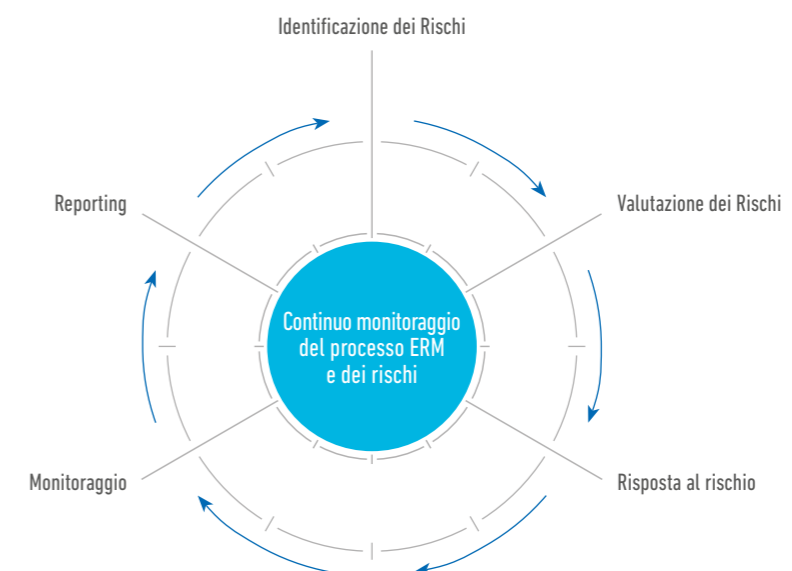 Identificazione dei Rischi
Valutazione dei Rischi
Reporting
Continuo monitoraggio
del processo ERM
e dei rischi
Risposta al rischio
Monitoraggio